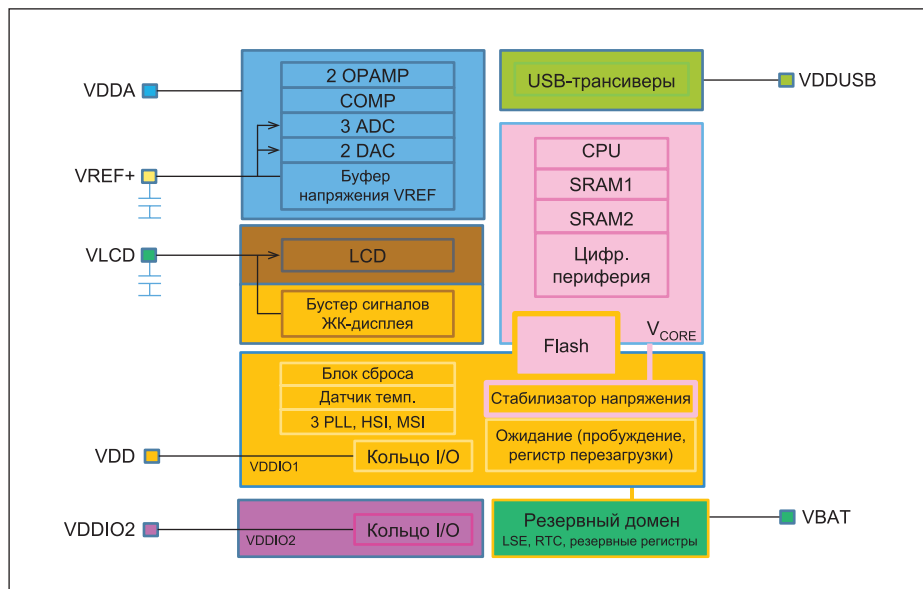 VDDA
2 OPAMP
COMP
3 ADC
2 DAC
Буфер
напряжения VREF
VREF+
VLCD
LCD
Бустер сигналов
ЖК-дисплея
USB-трансиверы
VDDUSB
CPU
SRAM1
SRAM2
Цифр.
периферия
VCORE
Flash
Блок сброса
Датчик темп.
3 PLL, HSI, MSI
Стабилизатор напряжения
Ожидание (пробуждение,
регистр перезагрузки)
VDD
VDDIO1
Кольцо I/O
VDDIO2
VDDIO2
Кольцо I/O
Резервный домен
LSE, RTC, резервные регистры
VBAT